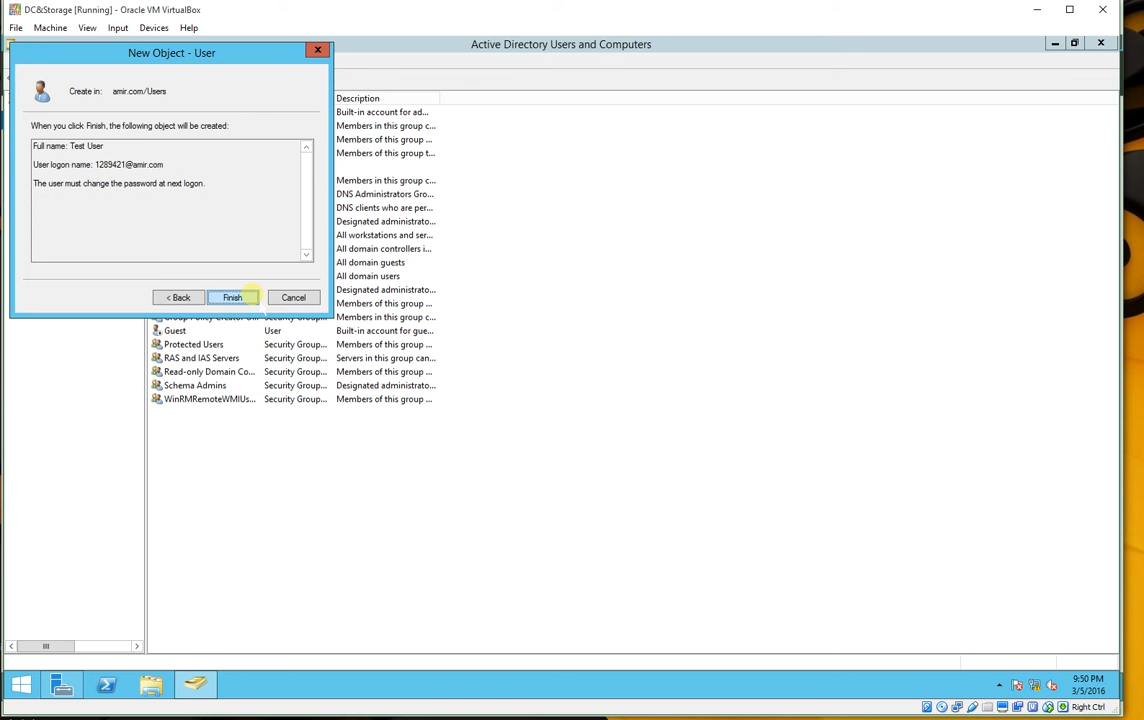 DC&Storage [Running] - Oracle VM VirtualBox
File Machine View Input Devices Help
Active Directory Users and Computers
New Object - User
Create in: amir.com/Users
When you click Finish, the following object will be created:
Full name: Test User
User logon name: 1289421@amir.com
The user must change the password at next logon.
< Back Finish Cancel
Description
Built-in account for ad...
Members in this group c...
Members of this group ...
Members of this group t...
Members in this group c...
DNS Administrators Gro...
DNS clients who are per...
Designated administrato...
All workstations and ser...
All domain controllers i...
All domain guests
All domain users
Designated administrato...
Members of this group ...
Members in this group c...
Guest User Built-in account for gue...
Protected Users Security Group... Members of this group ...
RAS and IAS Servers Security Group... Servers in this group can...
Read-only Domain Co... Security Group... Members of this group ...
Schema Admins Security Group... Designated administrato...
WinRMRemoteWMIUs... Security Group... Members of this group ...
9:50 PM
3/5/2016
Right Ctrl